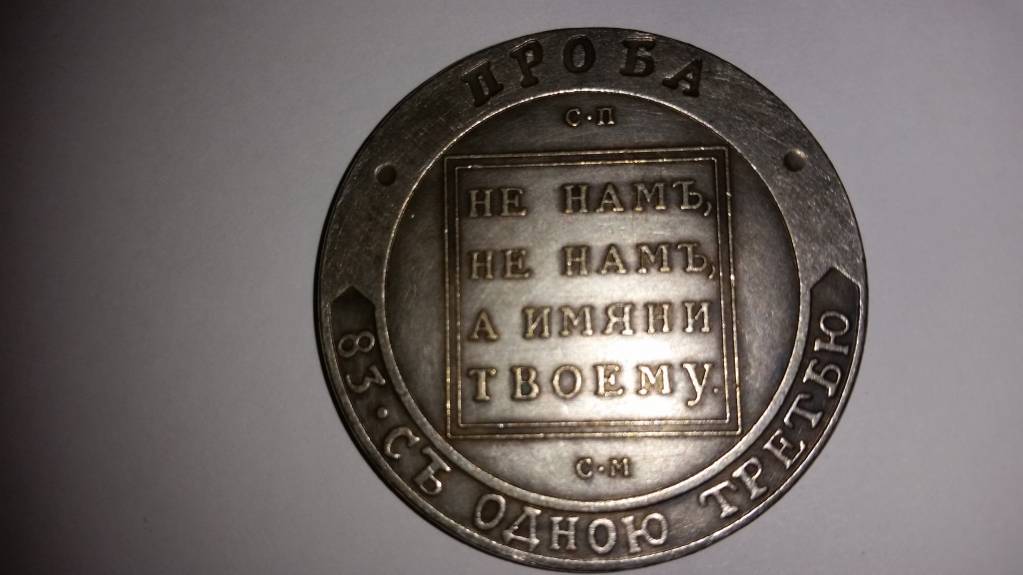 ПРОБА
С·П
НЕ НАМЪ,
НЕ НАМЪ,
А ИМЯНИ
ТВОЕМУ.
С·М
83·СЪ ОДНОЮ ТРЕТЬЮ